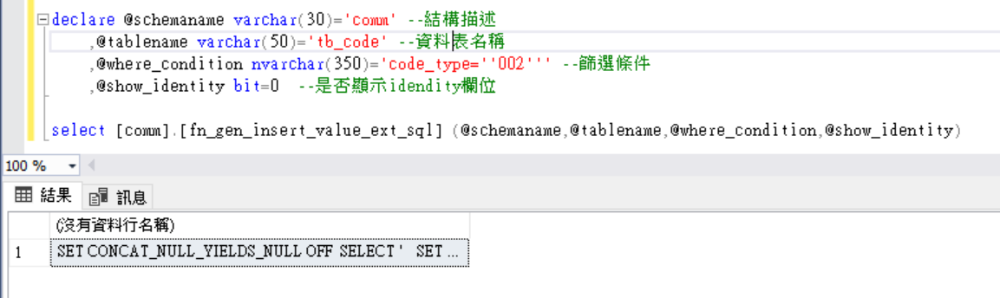 declare @schemaname varchar(30)='comm' --結構描述
,@tablename varchar(50)='tb_code' --資料表名稱
,@where_condition nvarchar(350)='code_type=''002''' --篩選條件
,@show_identity bit=0  --是否顯示idendity欄位
select [comm].[fn_gen_insert_value_ext_sql] (@schemaname,@tablename,@where_condition,@show_identity)
100 %
結果 訊息
(沒有資料行名稱)
1 SET CONCAT_NULL_YIELDS_NULL OFF SELECT '   SET ...